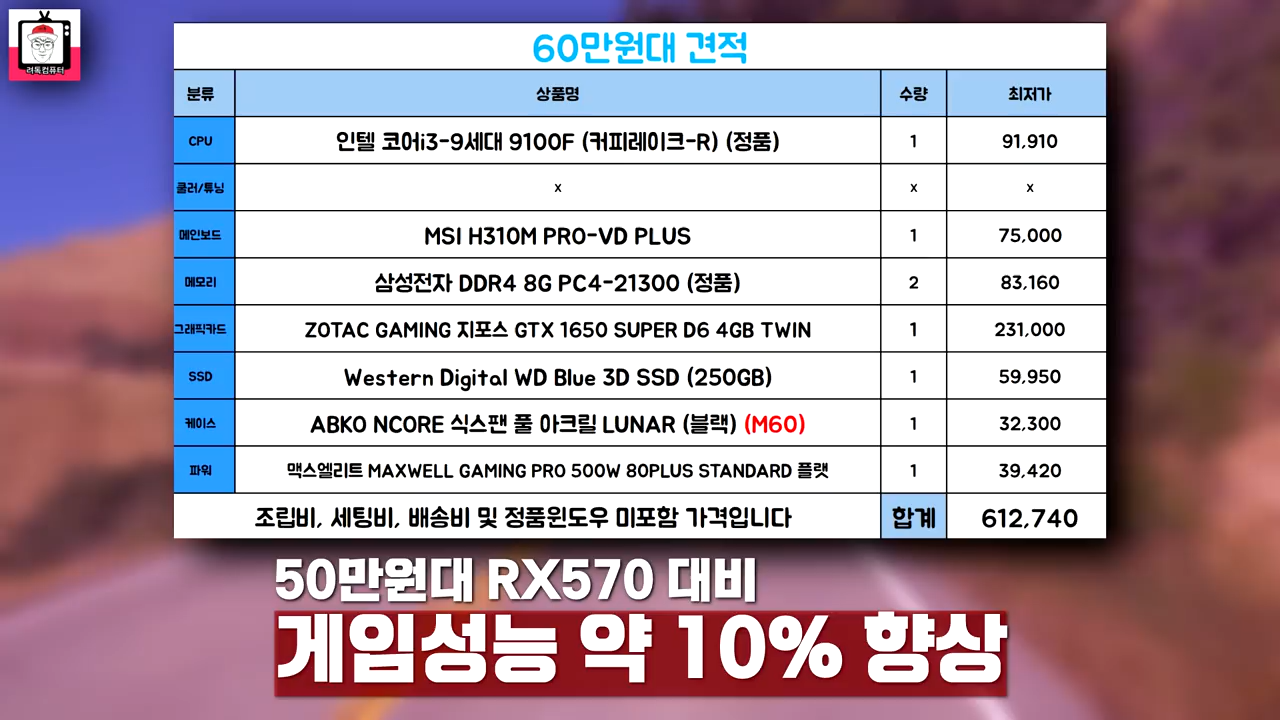 려독컴퓨터
60만원대 견적
분류 상품명 수량 최저가
CPU 인텔 코어i3-9세대 9100F (커피레이크-R) (정품) 1 91,910
쿨러/튜닝 x x x
메인보드 MSI H310M PRO-VD PLUS 1 75,000
메모리 삼성전자 DDR4 8G PC4-21300 (정품) 2 83,160
그래픽카드 ZOTAC GAMING 지포스 GTX 1650 SUPER D6 4GB TWIN 1 231,000
SSD Western Digital WD Blue 3D SSD (250GB) 1 59,950
케이스 ABKO NCORE 식스팬 풀 아크릴 LUNAR (블랙) (M60) 1 32,300
파워 맥스엘리트 MAXWELL GAMING PRO 500W 80PLUS STANDARD 플랫 1 39,420
조립비, 세팅비, 배송비 및 정품윈도우 미포함 가격입니다 합계 612,740
50만원대 RX570 대비
게임성능 약 10% 향상